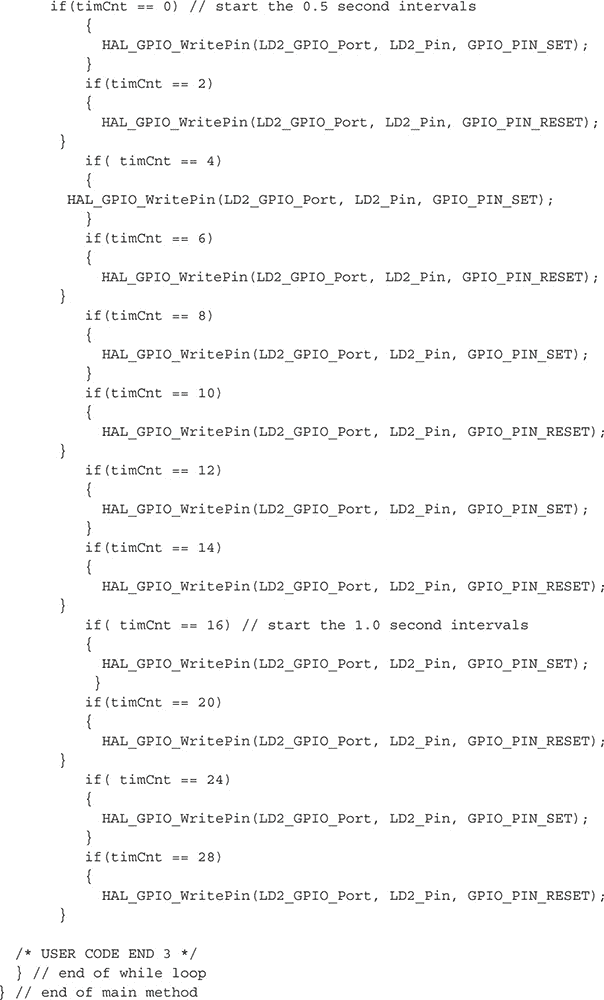 if(timCnt == 0) // start the 0.5 second intervals
{
HAL_GPIO_WritePin(LD2_GPIO_Port, LD2_Pin, GPIO_PIN_SET);
}
if(timCnt == 2)
{
HAL_GPIO_WritePin(LD2_GPIO_Port, LD2_Pin, GPIO_PIN_RESET);
}
if( timCnt == 4)
{
HAL_GPIO_WritePin(LD2_GPIO_Port, LD2_Pin, GPIO_PIN_SET);
}
if(timCnt == 6)
{
HAL_GPIO_WritePin(LD2_GPIO_Port, LD2_Pin, GPIO_PIN_RESET);
}
if(timCnt == 8)
{
HAL_GPIO_WritePin(LD2_GPIO_Port, LD2_Pin, GPIO_PIN_SET);
}
if(timCnt == 10)
{
HAL_GPIO_WritePin(LD2_GPIO_Port, LD2_Pin, GPIO_PIN_RESET);
}
if(timCnt == 12)
{
HAL_GPIO_WritePin(LD2_GPIO_Port, LD2_Pin, GPIO_PIN_SET);
}
if(timCnt == 14)
{
HAL_GPIO_WritePin(LD2_GPIO_Port, LD2_Pin, GPIO_PIN_RESET);
}
if( timCnt == 16) // start the 1.0 second intervals
{
HAL_GPIO_WritePin(LD2_GPIO_Port, LD2_Pin, GPIO_PIN_SET);
}
if(timCnt == 20)
{
HAL_GPIO_WritePin(LD2_GPIO_Port, LD2_Pin, GPIO_PIN_RESET);
}
if( timCnt == 24)
{
HAL_GPIO_WritePin(LD2_GPIO_Port, LD2_Pin, GPIO_PIN_SET);
}
if(timCnt == 28)
{
HAL_GPIO_WritePin(LD2_GPIO_Port, LD2_Pin, GPIO_PIN_RESET);
}
/* USER CODE END 3 */
} // end of while loop
} // end of main method